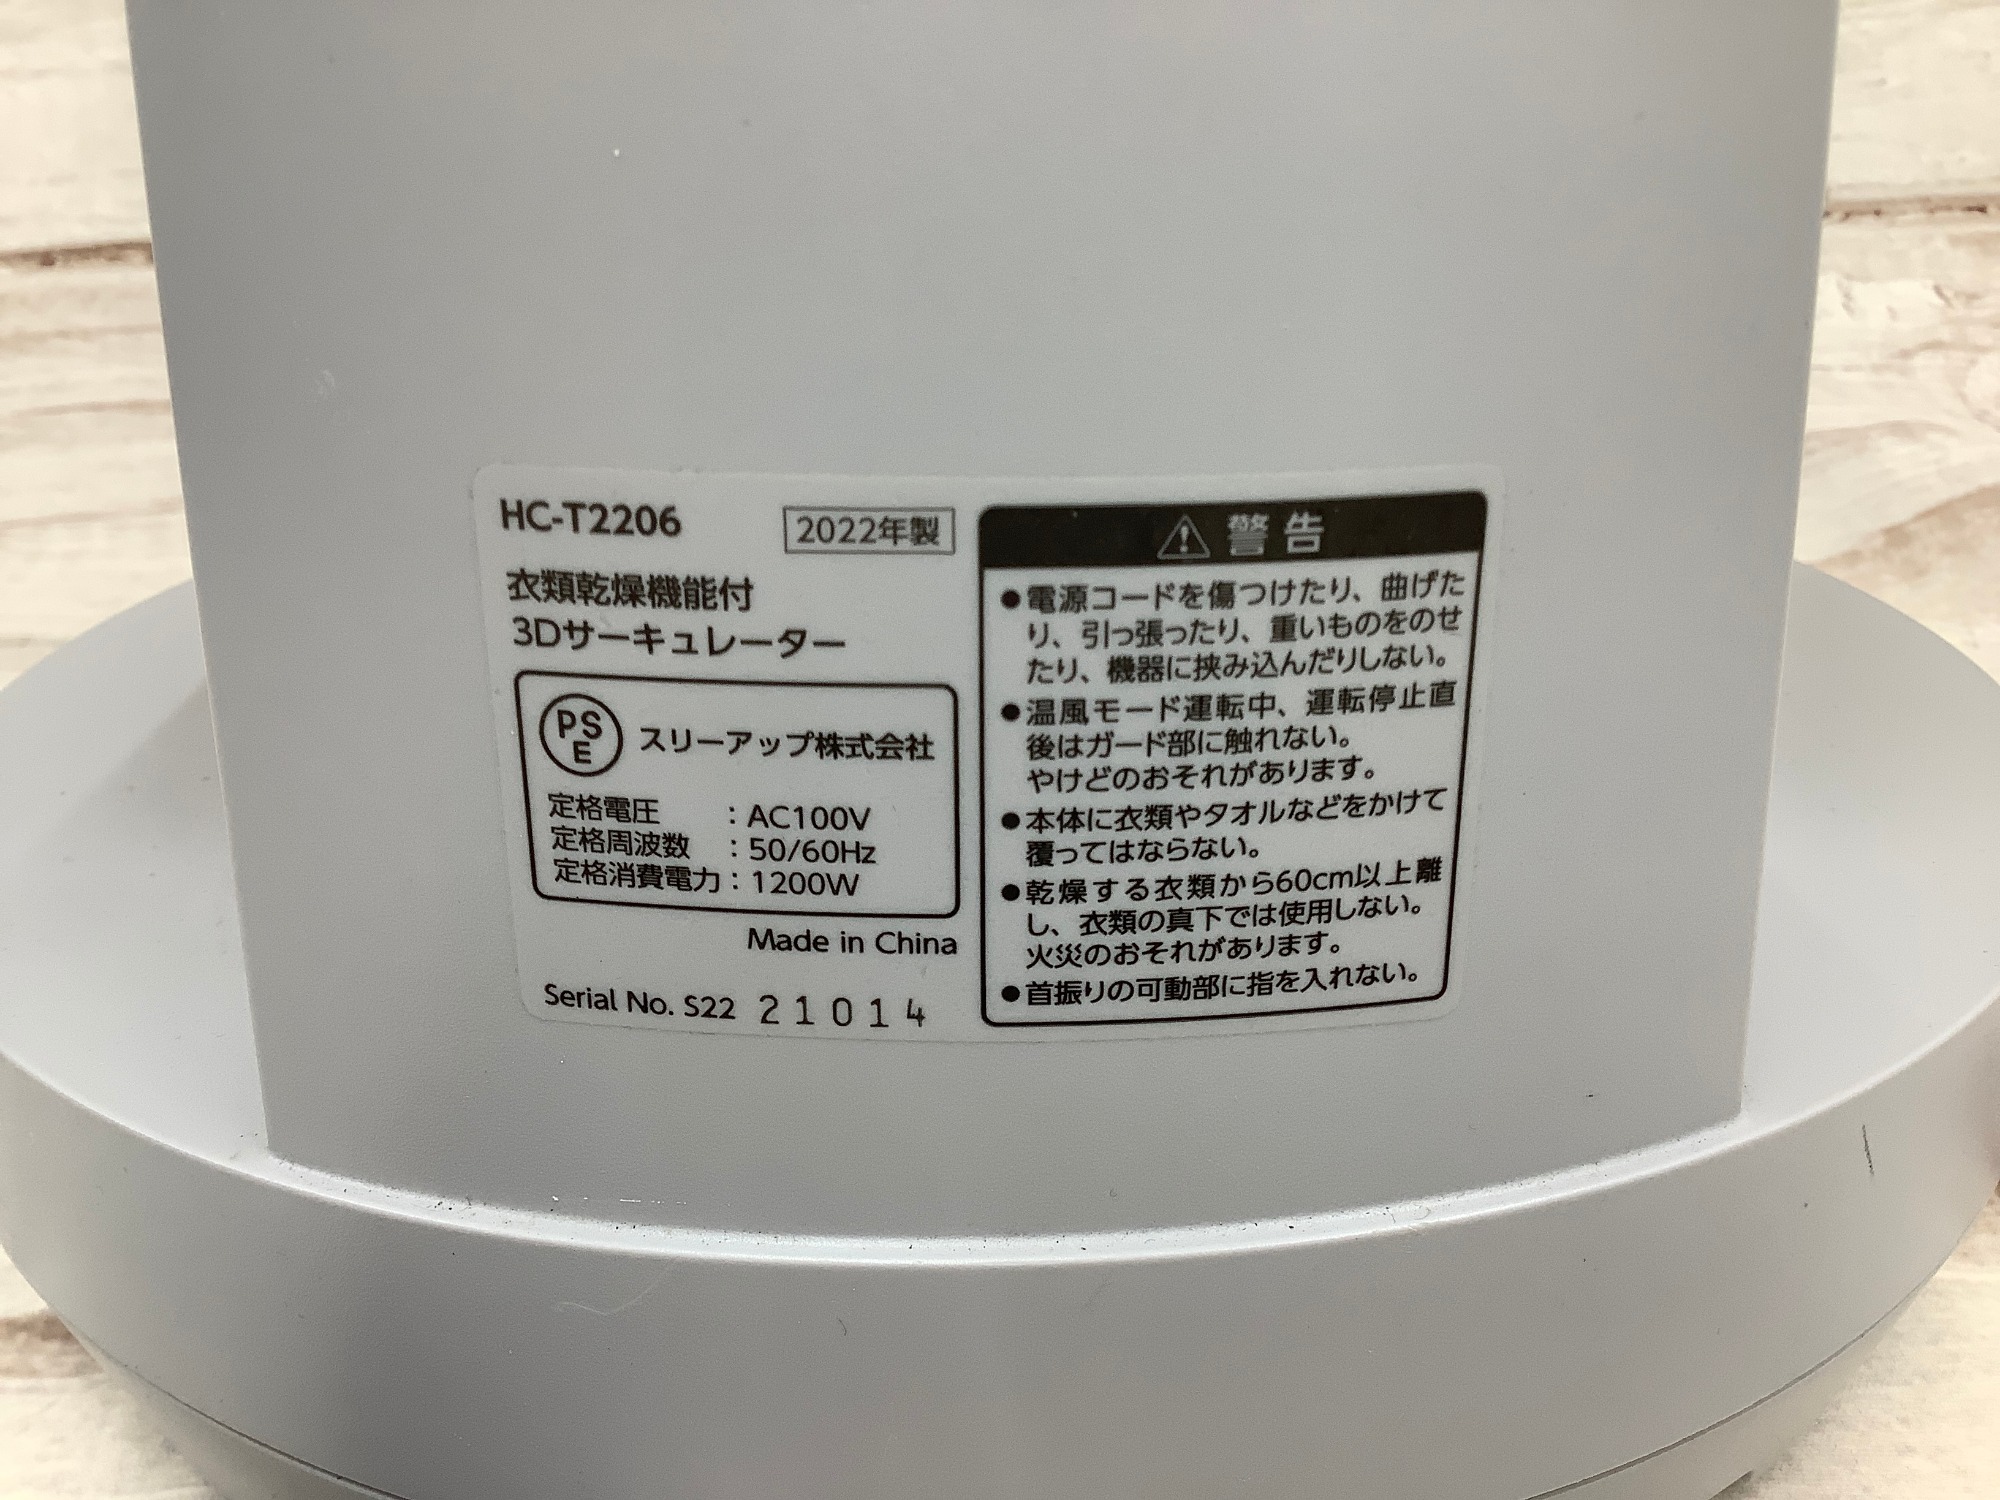 HC-T2206
2022年製
衣類乾燥機能付
3Dサーキュレーター
PS
E
スリーアップ株式会社
定格電圧 : AC100V
定格周波数 : 50/60Hz
定格消費電力 : 1200W
Made in China
Serial No. S22 21014
警告
●電源コードを傷つけたり、曲げた
り、引っ張ったり、重いものをのせ
たり、機器に挟み込んだりしない。
●温風モード運転中、運転停止直
後はガード部に触れない。
やけどのおそれがあります。
●本体に衣類やタオルなどをかけて
覆ってはならない。
●乾燥する衣類から60cm以上離
し、衣類の真下では使用しない。
火災のおそれがあります。
●首振りの可動部に指を入れない。